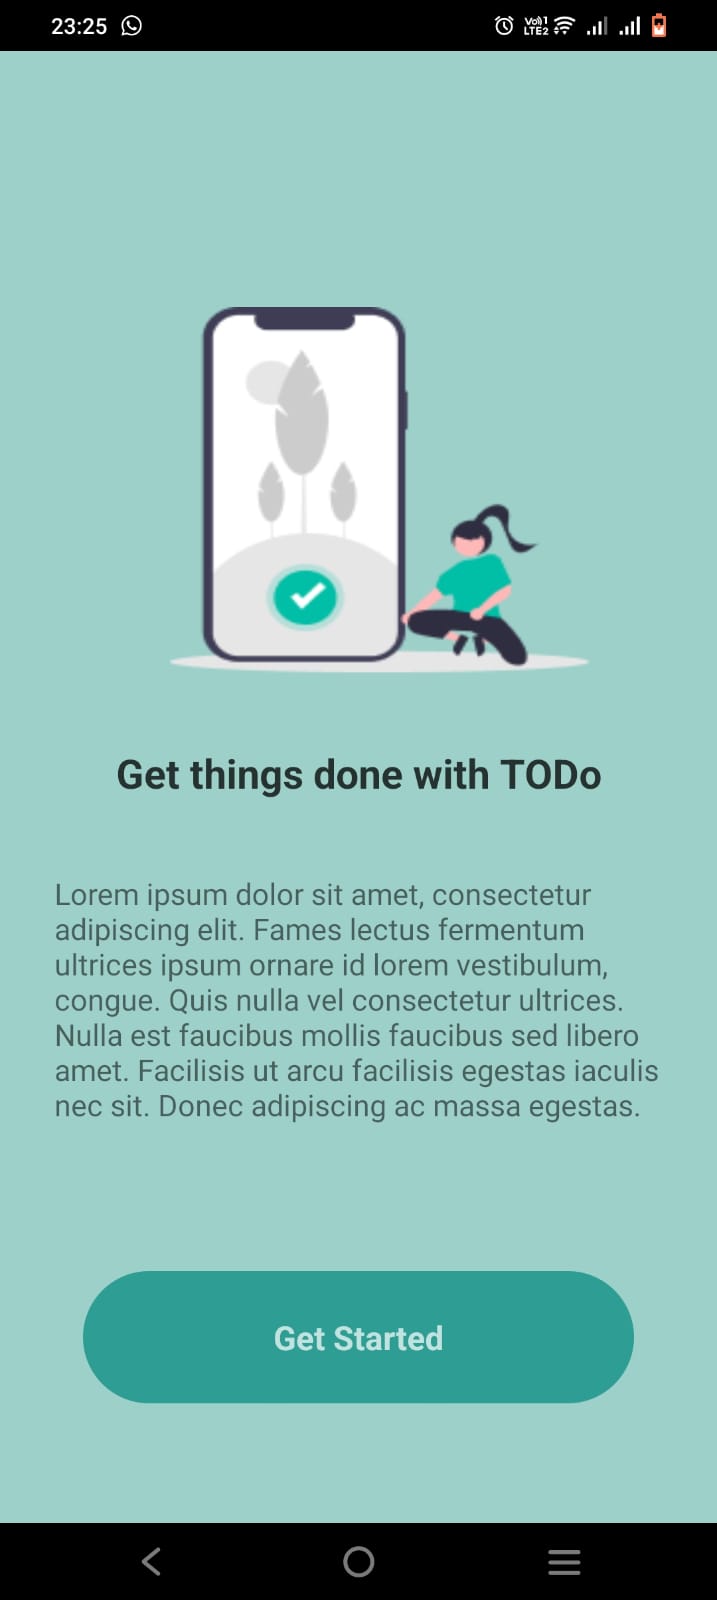 23:25
Vo))1
LTE2
Get things done with TODo
Lorem ipsum dolor sit amet, consectetur
adipiscing elit. Fames lectus fermentum
ultrices ipsum ornare id lorem vestibulum,
congue. Quis nulla vel consectetur ultrices.
Nulla est faucibus mollis faucibus sed libero
amet. Facilisis ut arcu facilisis egestas iaculis
nec sit. Donec adipiscing ac massa egestas.
Get Started